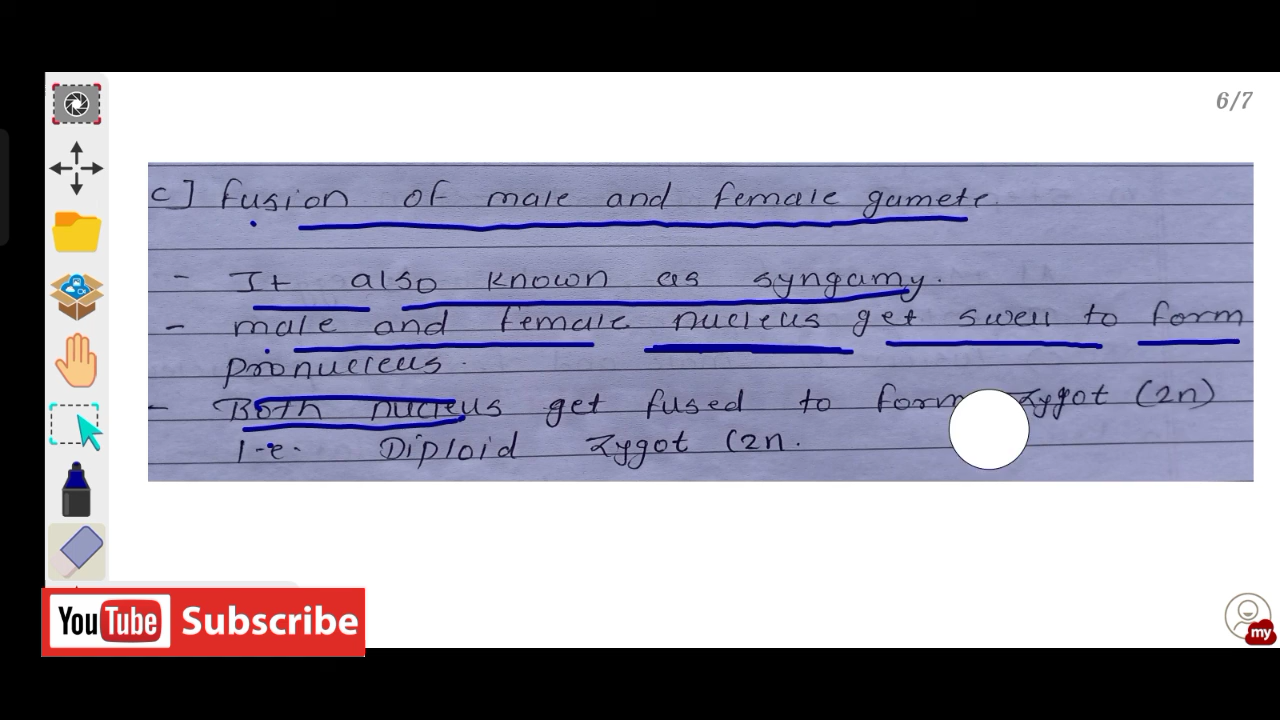 6/7
c] fusion of male and female gamete
- It also known as syngamy.
- male and female nucleus get swell to form
pronucleus.
- Both nucleus get fused to form zygot (2n)
i.e. Diploid zygot (2n.
YouTube Subscribe
my